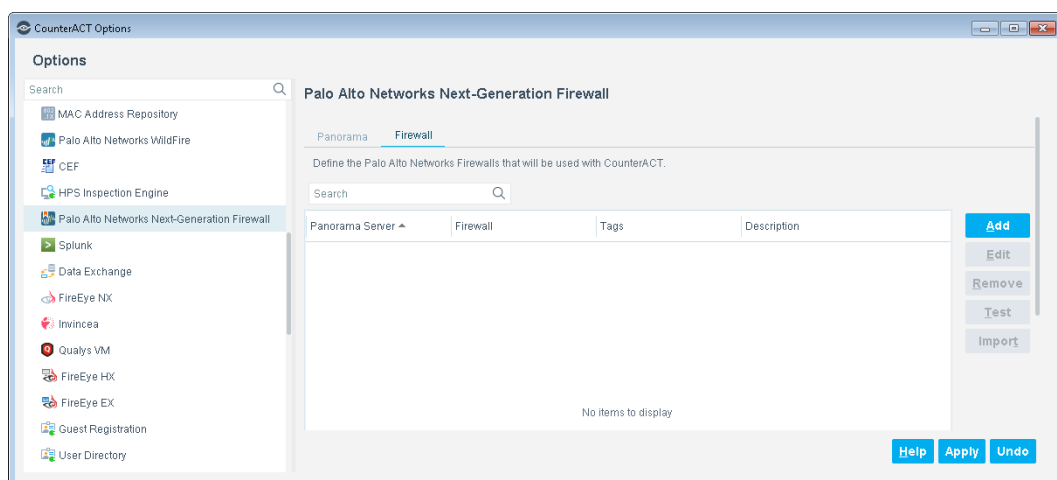 CounterACT Options
Options
Search
MAC Address Repository
Palo Alto Networks WildFire
CEF
HPS Inspection Engine
Palo Alto Networks Next-Generation Firewall
Splunk
Data Exchange
FireEye NX
Invincea
Qualys VM
FireEye HX
FireEye EX
Guest Registration
User Directory
Palo Alto Networks Next-Generation Firewall
Panorama Firewall
Define the Palo Alto Networks Firewalls that will be used with CounterACT.
Search
Panorama Server Firewall Tags Description
No items to display
Add
Edit
Remove
Test
Import
Help Apply Undo